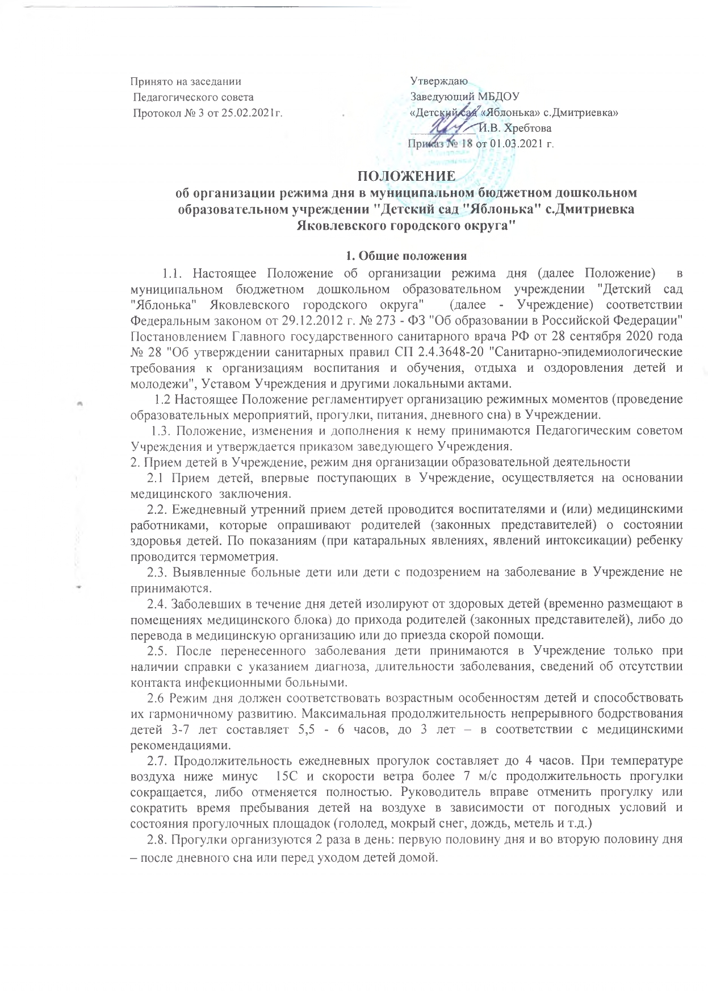 Принято на заседании
Педагогического совета
Протокол № 3 от 25.02.2021г.
Утверждаю
Заведующий МБДОУ
«Детский сад «Яблонька» с.Дмитриевка»
И.В. Хребтова
Приказ № 18 от 01.03.2021 г.
ПОЛОЖЕНИЕ
об организации режима дня в муниципальном бюджетном дошкольном
образовательном учреждении "Детский сад "Яблонька" с.Дмитриевка
Яковлевского городского округа"
1. Общие положения
1.1. Настоящее Положение об организации режима дня (далее Положение) в
муниципальном бюджетном дошкольном образовательном учреждении "Детский сад
"Яблонька" Яковлевского городского округа" (далее - Учреждение) соответствии
Федеральным законом от 29.12.2012 г. № 273 - ФЗ "Об образовании в Российской Федерации"
Постановлением Главного государственного санитарного врача РФ от 28 сентября 2020 года
№ 28 "Об утверждении санитарных правил СП 2.4.3648-20 "Санитарно-эпидемиологические
требования к организациям воспитания и обучения, отдыха и оздоровления детей и
молодежи", Уставом Учреждения и другими локальными актами.
1.2 Настоящее Положение регламентирует организацию режимных моментов (проведение
образовательных мероприятий, прогулки, питания, дневного сна) в Учреждении.
1.3. Положение, изменения и дополнения к нему принимаются Педагогическим советом
Учреждения и утверждается приказом заведующего Учреждения.
2. Прием детей в Учреждение, режим дня организации образовательной деятельности
2.1 Прием детей, впервые поступающих в Учреждение, осуществляется на основании
медицинского заключения.
2.2. Ежедневный утренний прием детей проводится воспитателями и (или) медицинскими
работниками, которые опрашивают родителей (законных представителей) о состоянии
здоровья детей. По показаниям (при катаральных явлениях, явлений интоксикации) ребенку
проводится термометрия.
2.3. Выявленные больные дети или дети с подозрением на заболевание в Учреждение не
принимаются.
2.4. Заболевших в течение дня детей изолируют от здоровых детей (временно размещают в
помещениях медицинского блока) до прихода родителей (законных представителей), либо до
перевода в медицинскую организацию или до приезда скорой помощи.
2.5. После перенесенного заболевания дети принимаются в Учреждение только при
наличии справки с указанием диагноза, длительности заболевания, сведений об отсутствии
контакта инфекционными больными.
2.6 Режим дня должен соответствовать возрастным особенностям детей и способствовать
их гармоничному развитию. Максимальная продолжительность непрерывного бодрствования
детей 3-7 лет составляет 5,5 - 6 часов, до 3 лет – в соответствии с медицинскими
рекомендациями.
2.7. Продолжительность ежедневных прогулок составляет до 4 часов. При температуре
воздуха ниже минус 15С и скорости ветра более 7 м/с продолжительность прогулки
сокращается, либо отменяется полностью. Руководитель вправе отменить прогулку или
сократить время пребывания детей на воздухе в зависимости от погодных условий и
состояния прогулочных площадок (гололед, мокрый снег, дождь, метель и т.д.)
2.8. Прогулки организуются 2 раза в день: первую половину дня и во вторую половину дня
– после дневного сна или перед уходом детей домой.